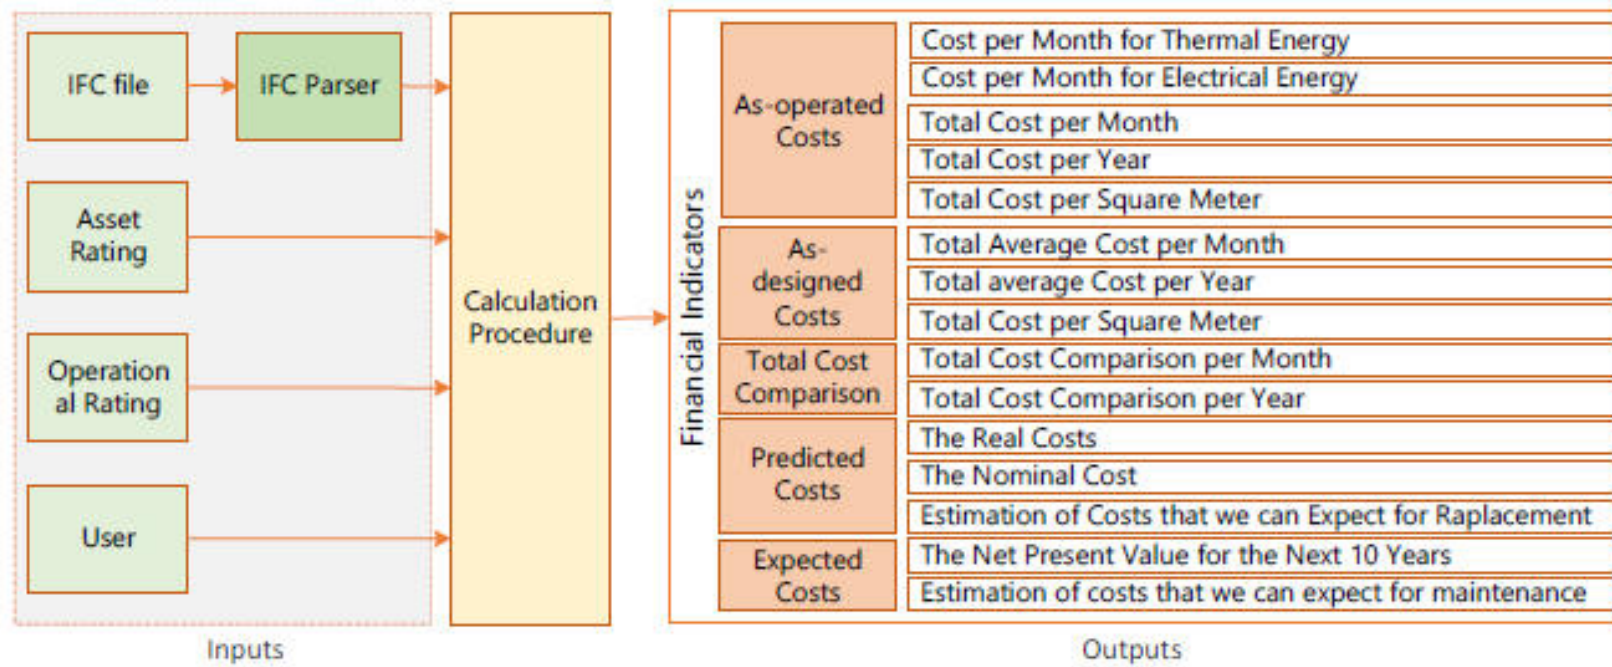 IFC file
IFC Parser
Asset
Rating
Operation
al Rating
User
Inputs
Calculation
Procedure
Financial Indicators
As-operated
Costs
Cost per Month for Thermal Energy
Cost per Month for Electrical Energy
Total Cost per Month
Total Cost per Year
Total Cost per Square Meter
As-
designed
Costs
Total Average Cost per Month
Total average Cost per Year
Total Cost per Square Meter
Total Cost
Comparison
Total Cost Comparison per Month
Total Cost Comparison per Year
Predicted
Costs
The Real Costs
The Nominal Cost
Estimation of Costs that we can Expect for Raplacement
Expected
Costs
The Net Present Value for the Next 10 Years
Estimation of costs that we can expect for maintenance
Outputs